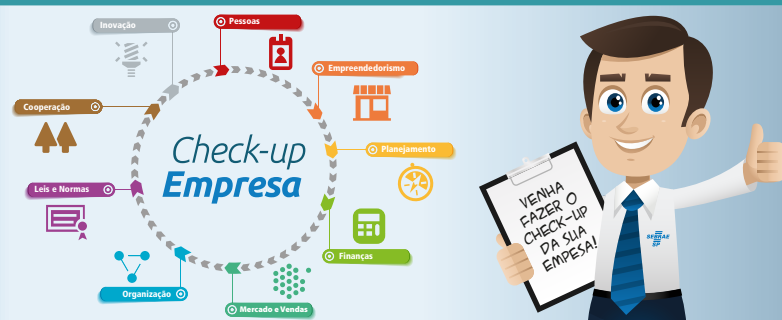 Inovação
Pessoas
Empreendedorismo
Cooperação
Planejamento
Check-up
Empresa
Leis e Normas
Finanças
Organização
Mercado e Vendas
VENHA
FAZER O
CHECK-UP
DA SUA
EMPESA!
SEBRAE
SP